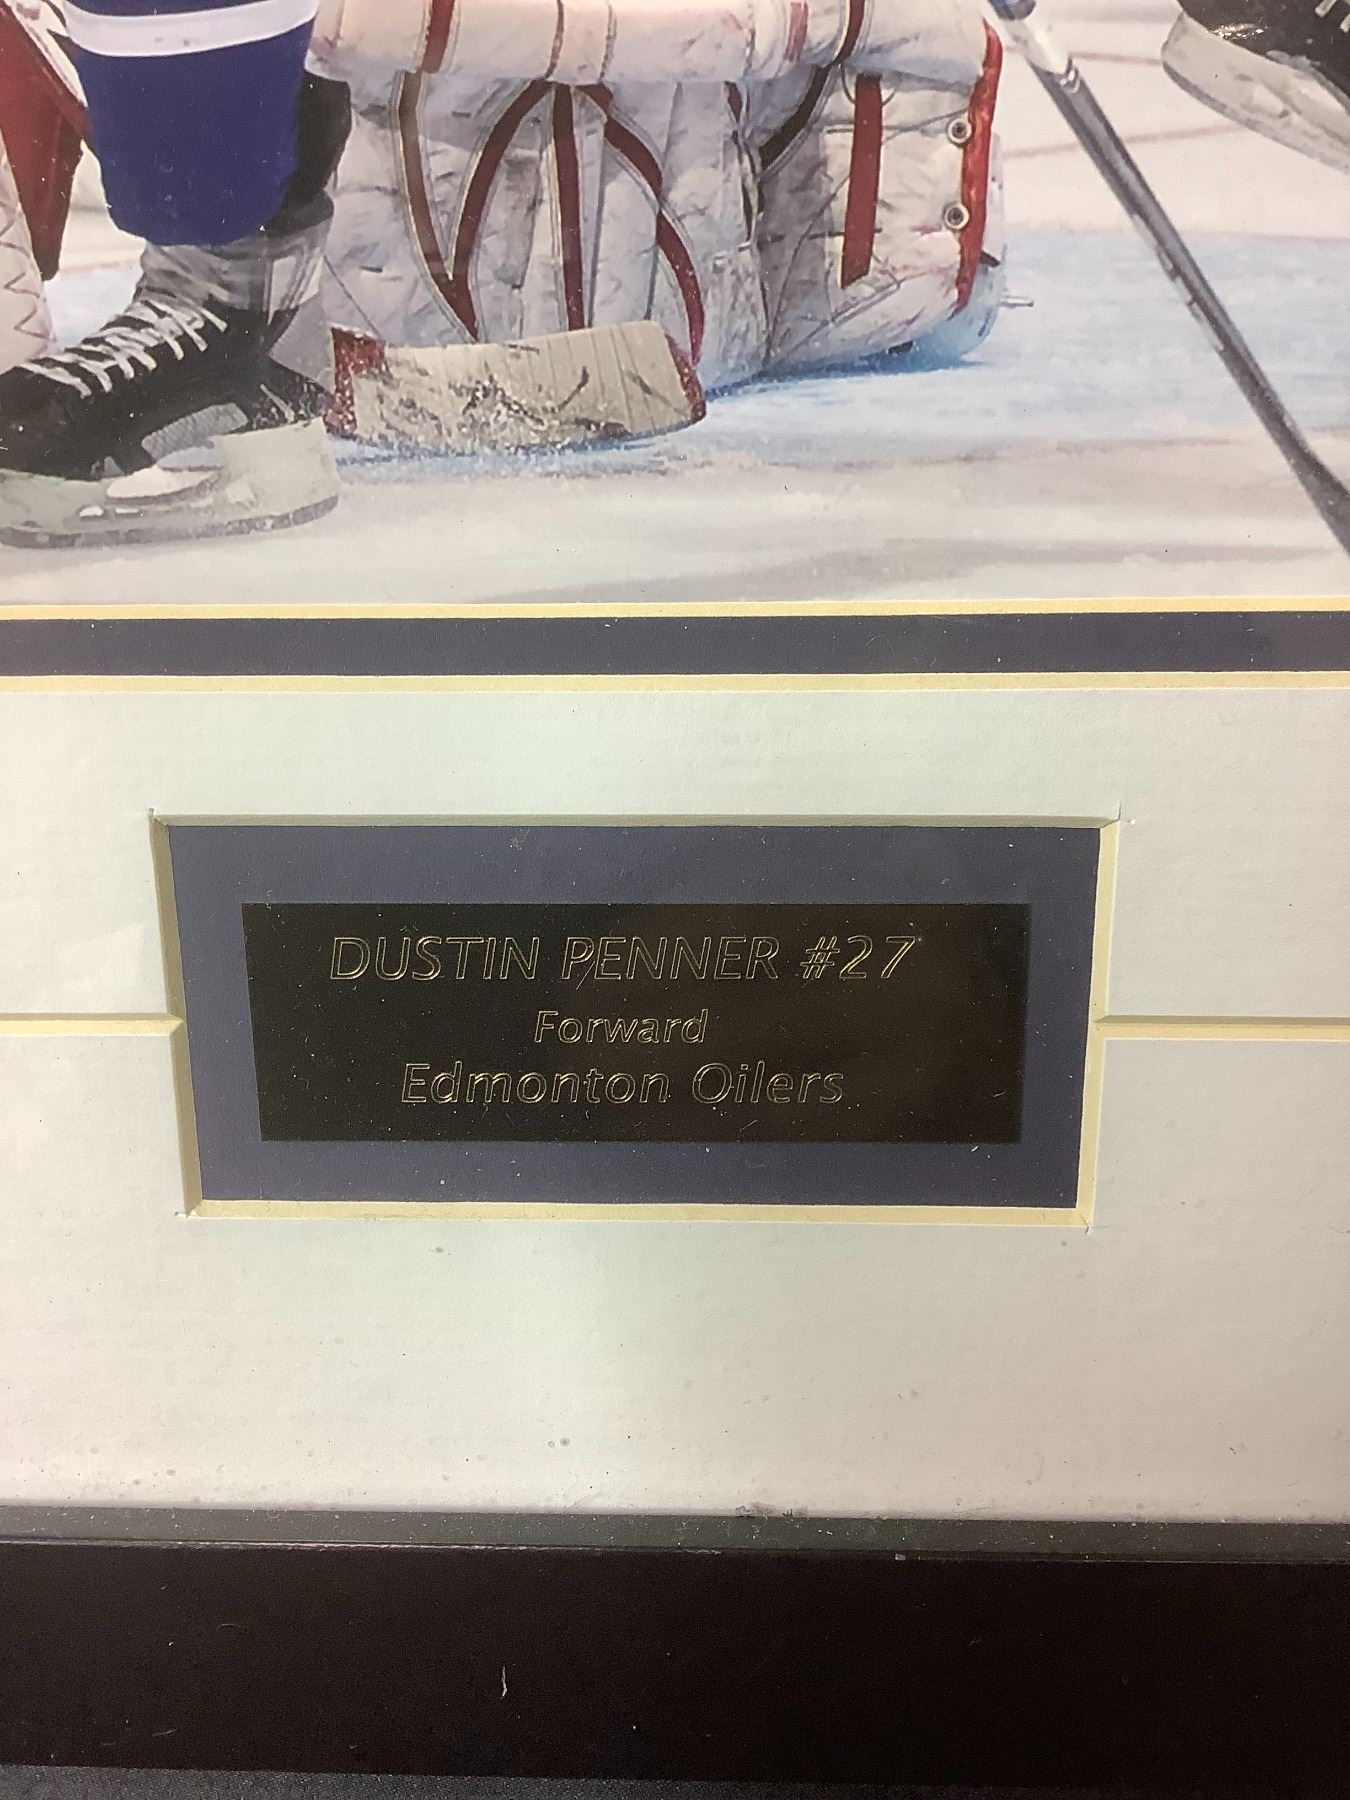 DUSTIN PENNER #27
Forward
Edmonton Oilers